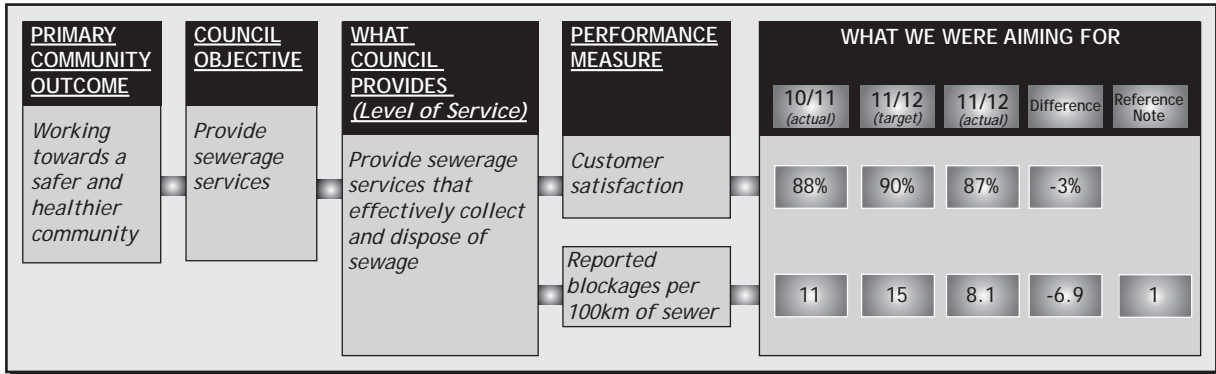 PRIMARY
COMMUNITY
OUTCOME
Working
towards a
safer and
healthier
community
COUNCIL
OBJECTIVE
Provide
sewerage
services
WHAT
COUNCIL
PROVIDES
(Level of Service)
Provide sewerage
services that
effectively collect
and dispose of
sewage
PERFORMANCE
MEASURE
Customer
satisfaction
Reported
blockages per
100km of sewer
WHAT WE WERE AIMING FOR
10/11 (actual) 11/12 (target) 11/12 (actual) Difference Reference Note
88% 90% 87% -3%
11 15 8.1 -6.9 1